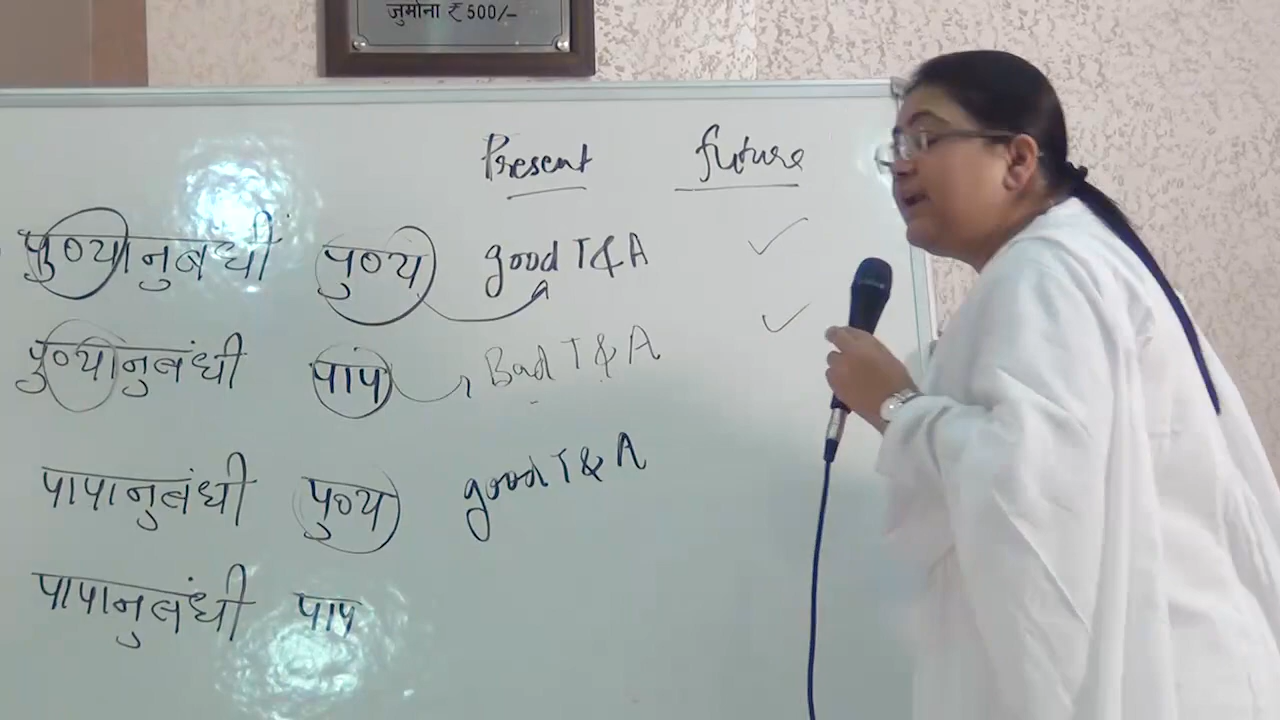 जुर्माना ₹ 500/-
Present future
पुण्यानुबंधी पुण्य good T & A ✓
पुण्यानुबंधी पाप Bad T & A ✓
पापानुबंधी पुण्य good T & A
पापानुबंधी पाप